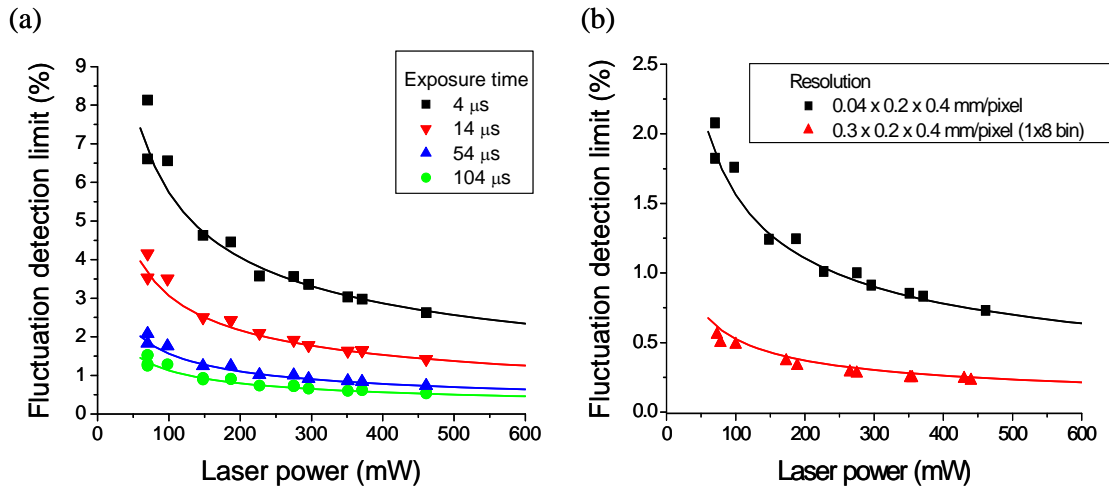 (a)
Fluctuation detection limit (%)
9
8
7
6
5
4
3
2
1
0
Exposure time
4 μs
14 μs
54 μs
104 μs
0 100 200 300 400 500 600
Laser power (mW)
(b)
Fluctuation detection limit (%)
2.5
2.0
1.5
1.0
0.5
0.0
Resolution
0.04 x 0.2 x 0.4 mm/pixel
0.3 x 0.2 x 0.4 mm/pixel (1x8 bin)
0 100 200 300 400 500 600
Laser power (mW)